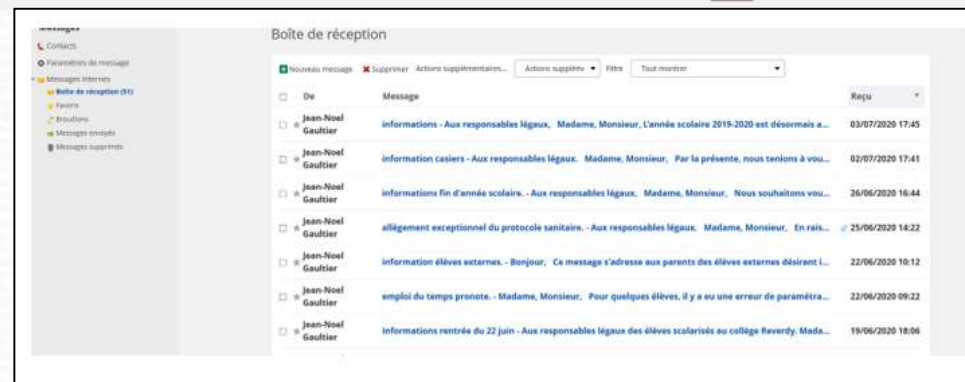 Messages
Contacts
Paramètres de message
Messages internes
Boîte de réception (51)
Favoris
Brouillons
Messages envoyés
Messages supprimés
Boîte de réception
Nouveau message Supprimer Actions supplémentaires... Actions supplém Filtre Tout montrer
De Message Reçu
Jean-Noel Gaultier informations - Aux responsables légaux, Madame, Monsieur, L'année scolaire 2019-2020 est désormais a... 03/07/2020 17:45
Jean-Noel Gaultier information casiers - Aux responsables légaux. Madame, Monsieur, Par la présente, nous tenions à vou... 02/07/2020 17:41
Jean-Noel Gaultier informations fin d'année scolaire. - Aux responsables légaux, Madame, Monsieur, Nous souhaitons vou... 26/06/2020 16:44
Jean-Noel Gaultier allègement exceptionnel du protocole sanitaire. - Aux responsables légaux. Madame, Monsieur, En rais... 25/06/2020 14:22
Jean-Noel Gaultier information élèves externes. - Bonjour, Ce message s'adresse aux parents des élèves externes désirant i... 22/06/2020 10:12
Jean-Noel Gaultier emploi du temps pronote. - Madame, Monsieur, Pour quelques élèves, il y a eu une erreur de paramétra... 22/06/2020 09:22
Jean-Noel Gaultier Informations rentrée du 22 juin - Aux responsables légaux des élèves scolarisés au collège Reverdy. Mada... 19/06/2020 18:06